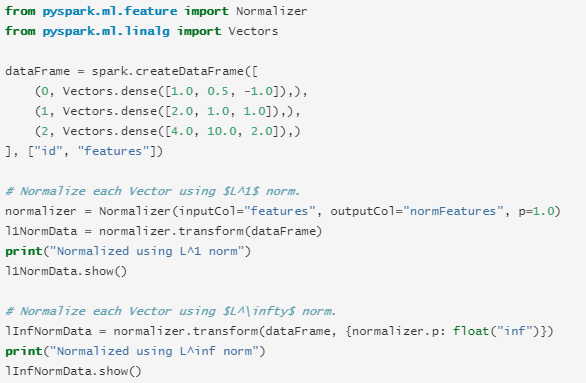 from pyspark.ml.feature import Normalizer
from pyspark.ml.linalg import Vectors

dataFrame = spark.createDataFrame([
    (0, Vectors.dense([1.0, 0.5, -1.0]),),
    (1, Vectors.dense([2.0, 1.0, 1.0]),),
    (2, Vectors.dense([4.0, 10.0, 2.0]),)
], ["id", "features"])

# Normalize each Vector using $L^1$ norm.
normalizer = Normalizer(inputCol="features", outputCol="normFeatures", p=1.0)
l1NormData = normalizer.transform(dataFrame)
print("Normalized using L^1 norm")
l1NormData.show()

# Normalize each Vector using $L^\infty$ norm.
lInfNormData = normalizer.transform(dataFrame, {normalizer.p: float("inf")})
print("Normalized using L^inf norm")
lInfNormData.show()